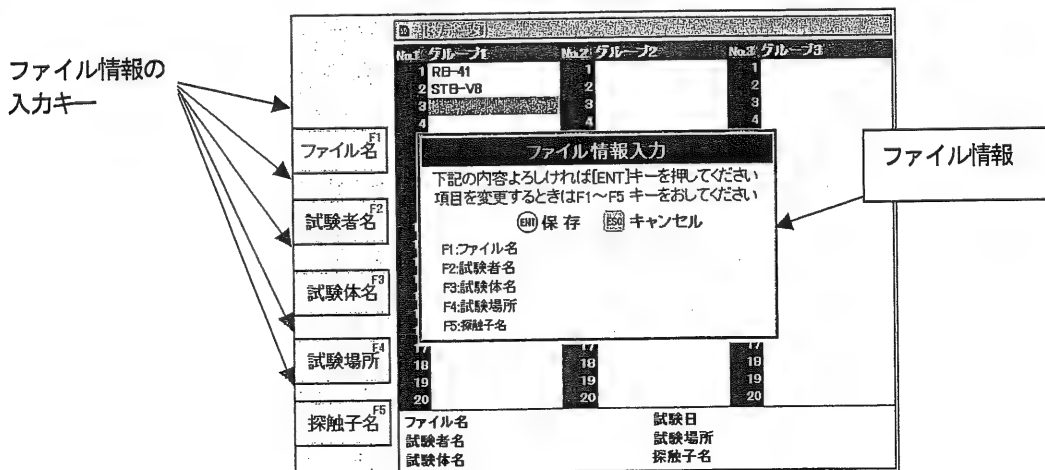 ファイル情報の
入力キー
F1
ファイル名
F2
試験者名
F3
試験体名
F4
試験場所
F5
探触子名
No.1 グループ1 No.2 グループ2 No.3 グループ3
1 RB-41 1 1
2 STB-V8 2 2
3 3 3
4 4 4
ファイル情報入力
下記の内容よろしければ[ENT]キーを押してください
項目を変更するときはF1～F5 キーをおしてください
ENT 保存 ESC キャンセル
F1:ファイル名
F2:試験者名
F3:試験体名
F4:試験場所
F5:探触子名
17 17 17
18 18 18
19 19 19
20 20 20
ファイル名 試験日
試験者名 試験場所
試験体名 探触子名
ファイル情報